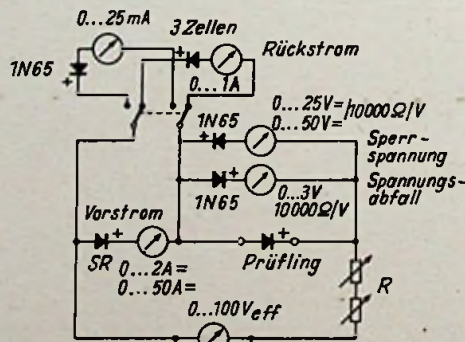 0...25mA
3 Zellen
Rückstrom
1N65
+
+
0...1A
1N65
0...25V=
0...50V=
/10000Ω/V
+
Sperr-
spannung
+
1N65
0...3V
10000Ω/V
Spannungs-
abfall
Vorstrom
+
SR
0...2A=
0...50A=
+
Prüfling
R
0...100Veff